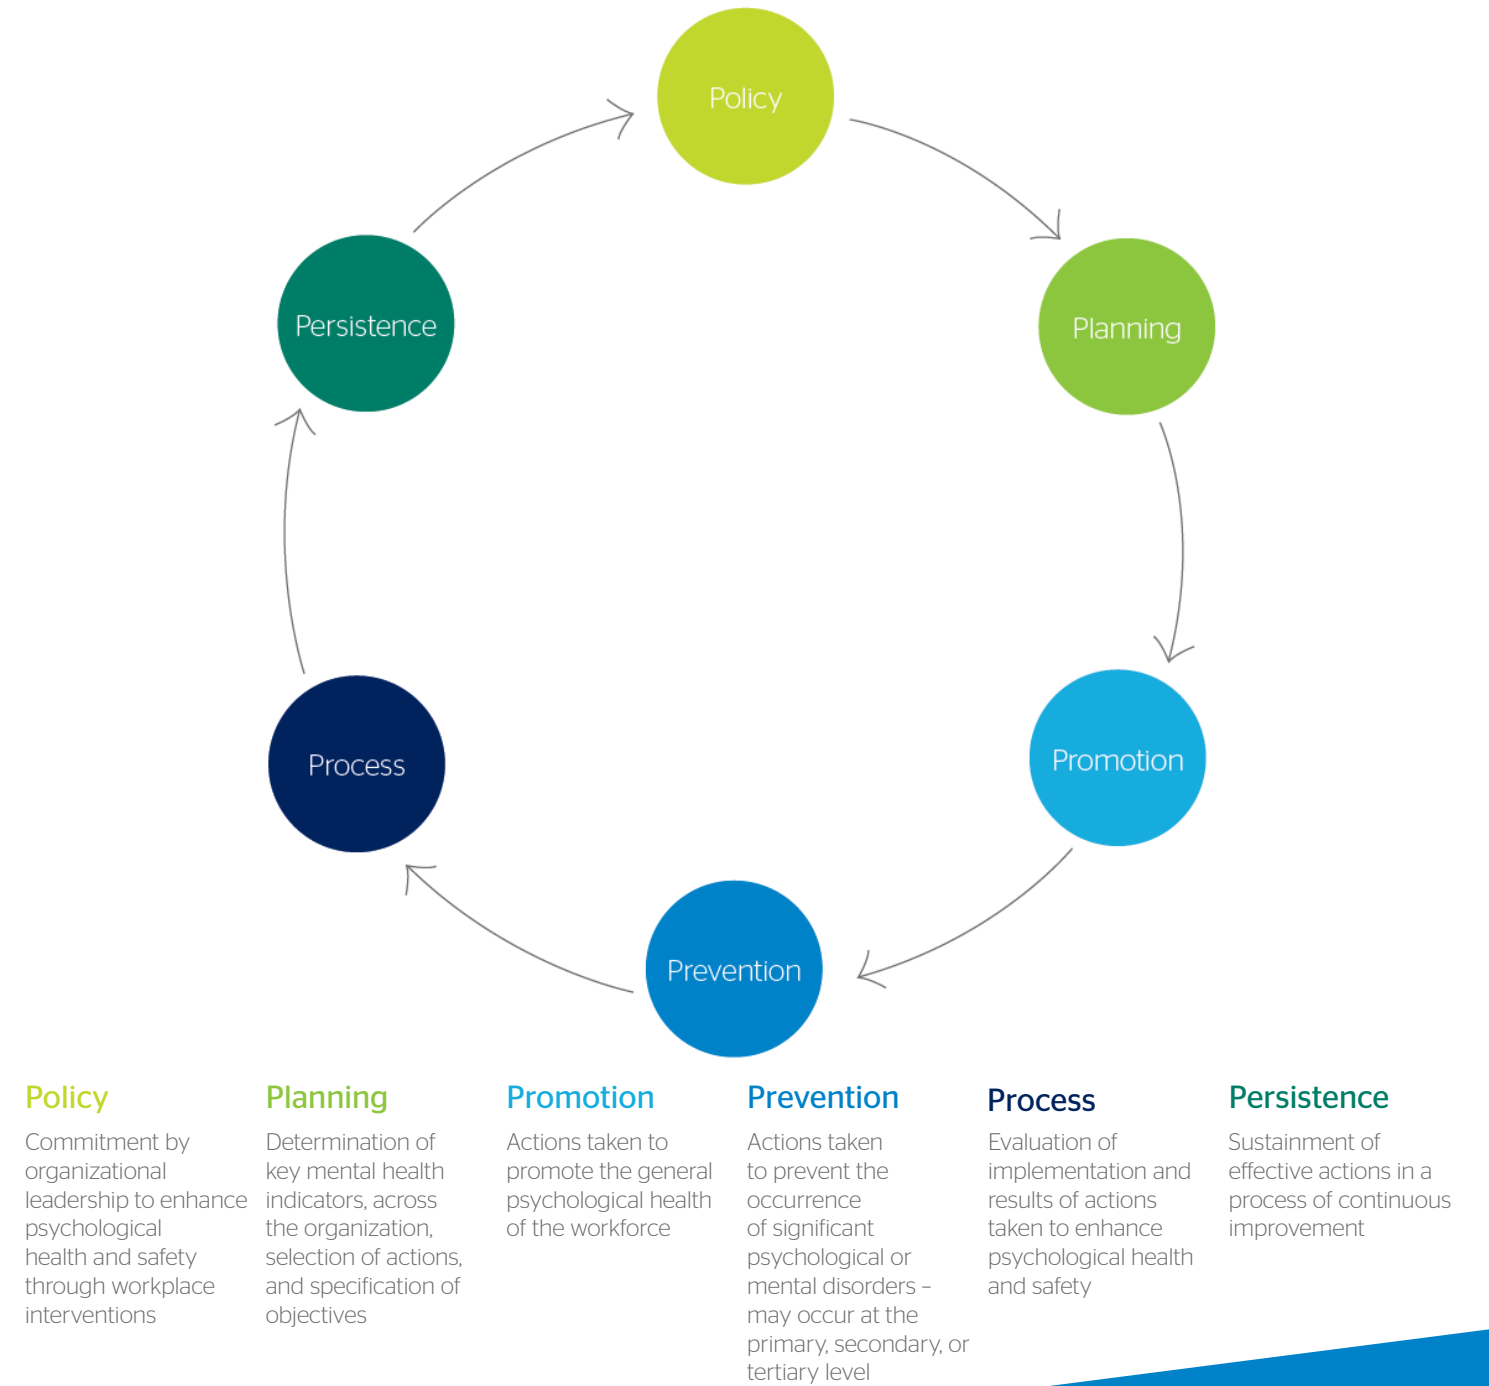 Policy
Planning
Promotion
Prevention
Process
Persistence
Policy
Commitment by
organizational
leadership to enhance
psychological
health and safety
through workplace
interventions
Planning
Determination of
key mental health
indicators, across
the organization,
selection of actions,
and specification of
objectives
Promotion
Actions taken to
promote the general
psychological health
of the workforce
Prevention
Actions taken
to prevent the
occurrence
of significant
psychological or
mental disorders –
may occur at the
primary, secondary, or
tertiary level
Process
Evaluation of
implementation and
results of actions
taken to enhance
psychological health
and safety
Persistence
Sustainment of
effective actions in a
process of continuous
improvement